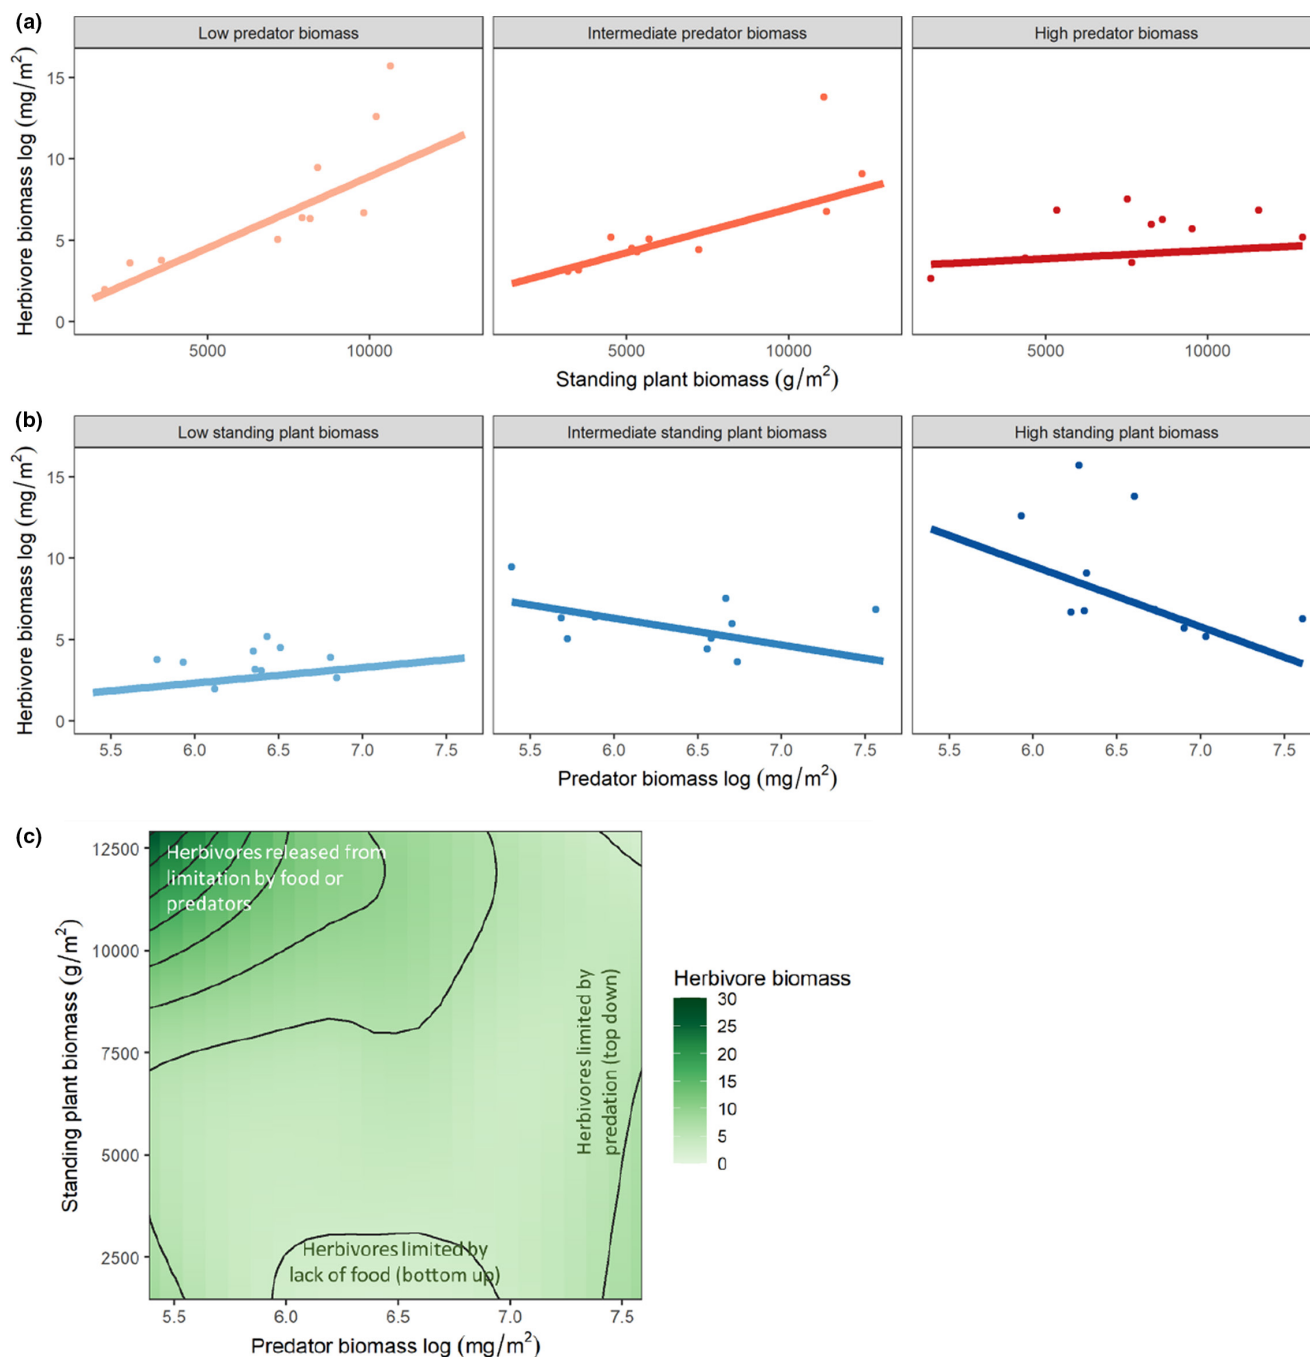 (a)
Low predator biomass
Intermediate predator biomass
High predator biomass
Herbivore biomass log (mg/m²)
15
10
5
0
5000
10000
5000
10000
5000
10000
Standing plant biomass (g/m²)
(b)
Low standing plant biomass
Intermediate standing plant biomass
High standing plant biomass
Herbivore biomass log (mg/m²)
15
10
5
0
5.5
6.0
6.5
7.0
7.5
5.5
6.0
6.5
7.0
7.5
5.5
6.0
6.5
7.0
7.5
Predator biomass log (mg/m²)
(c)
Standing plant biomass (g/m²)
12500
10000
7500
5000
2500
Herbivores released from
limitation by food or
predators
Herbivores limited by
predation (top down)
Herbivores limited by
lack of food (bottom up)
5.5
6.0
6.5
7.0
7.5
Predator biomass log (mg/m²)
Herbivore biomass
30
25
20
15
10
5
0